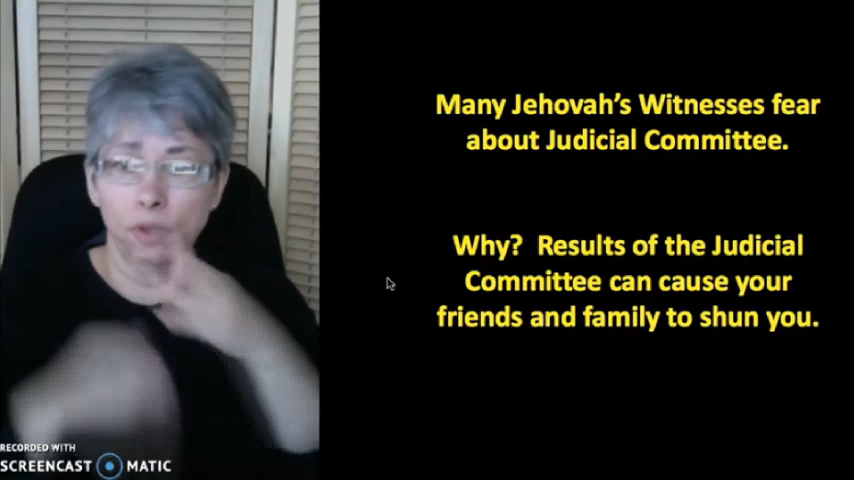 Many Jehovah's Witnesses fear
about Judicial Committee.
Why? Results of the Judicial
Committee can cause your
friends and family to shun you.
RECORDED WITH
SCREENCAST MATIC